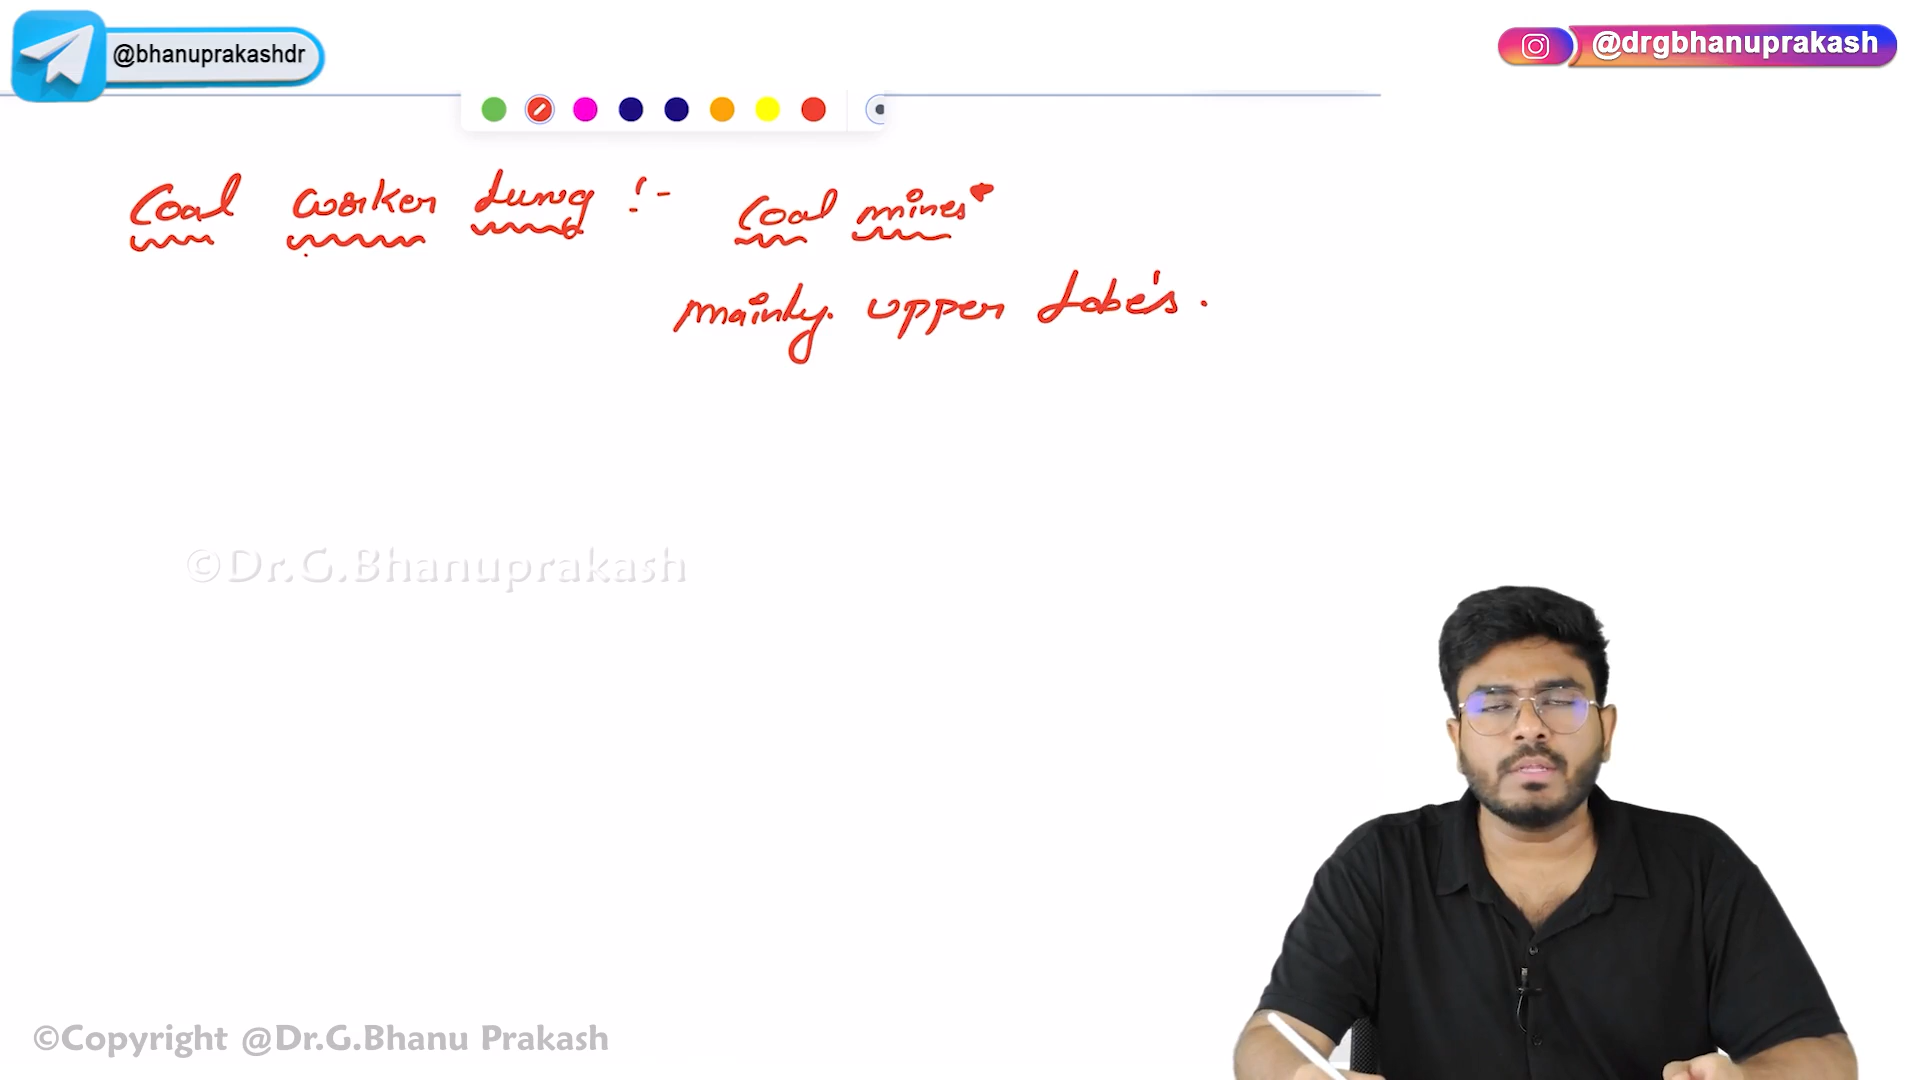 @bhanuprakashdr
@drgbhanuprakash
Coal worker Lung :- Coal mines
mainly upper Lobe's.
©Dr.G.Bhanuprakash
©Copyright @Dr.G.Bhanu Prakash